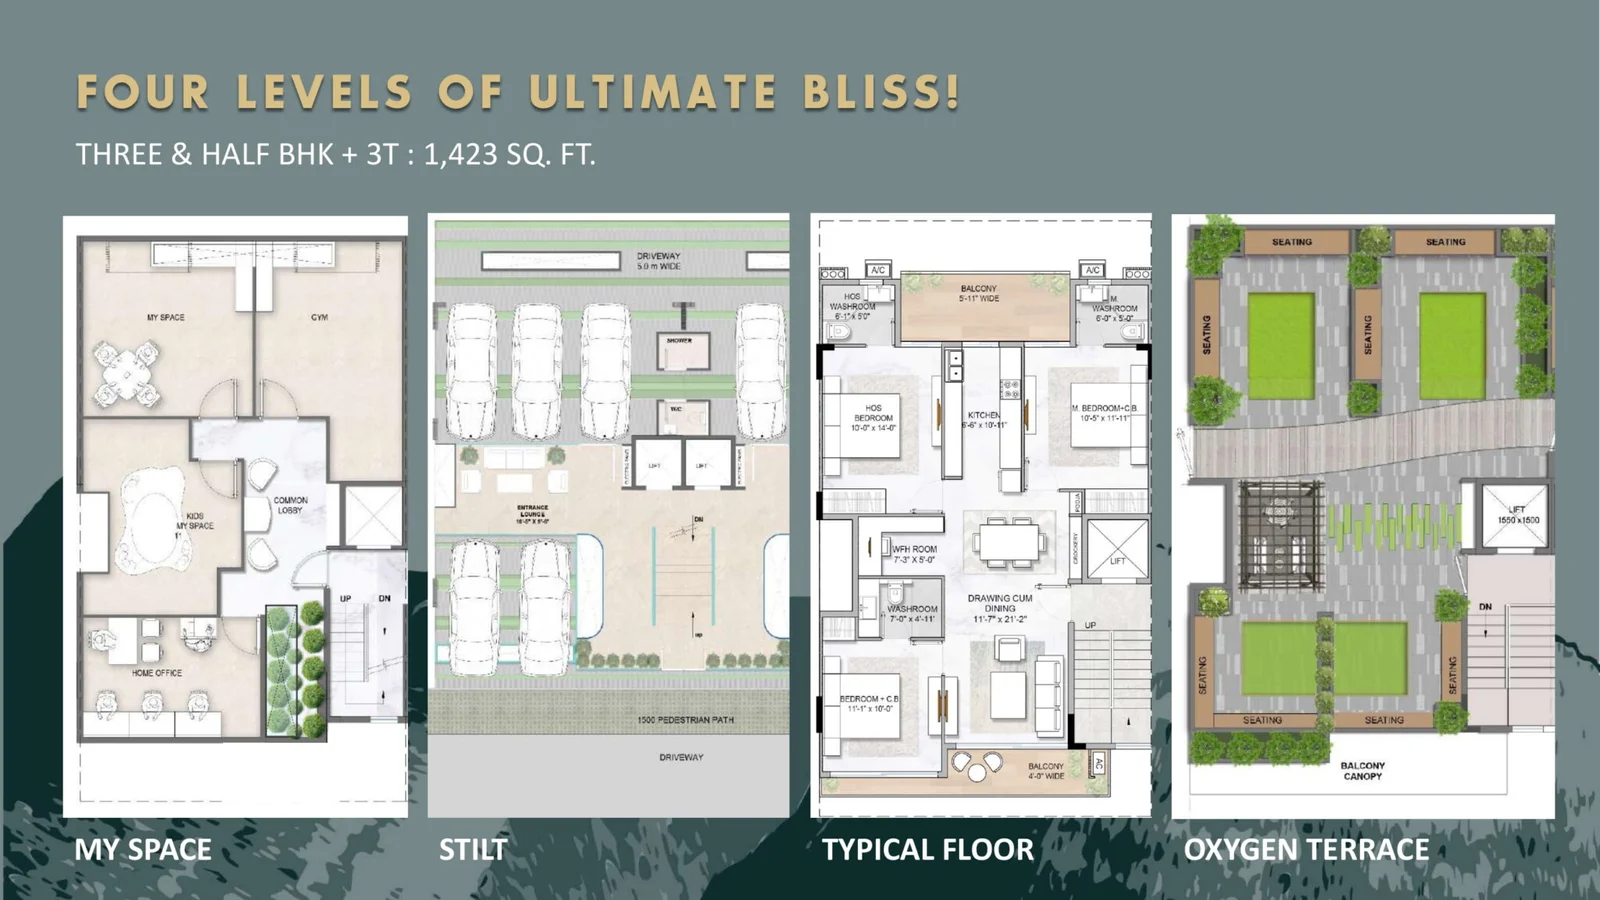 FOUR LEVELS OF ULTIMATE BLISS!
THREE & HALF BHK + 3T : 1,423 SQ. FT.
MY SPACE
GYM
KIDS
MY SPACE
COMMON
LOBBY
HOME OFFICE
UP
DN
MY SPACE
DRIVEWAY
5.0 m WIDE
SHOWER
W/C
LIFT
LIFT
ENTRANCE
LOUNGE
DN
UP
1500 PEDESTRIAN PATH
DRIVEWAY
STILT
A/C
A/C
HOS
WASHROOM
6'-1" x 5'0"
BALCONY
5'-11" WIDE
M.
WASHROOM
6'-0" x 5'-0"
HOS
BEDROOM
10'-0" x 14'-0"
KITCHEN
6'-6" x 10'-11"
M. BEDROOM+C.B
10'-5" x 11'-11"
POOJA
CROCKERY
WFH ROOM
7'-3" X 5'-0"
LIFT
WASHROOM
7'-0" x 4'-11"
DRAWING CUM
DINING
11'-7" x 21'-2"
UP
BEDROOM + C.B
11'-1" x 10'-0"
BALCONY
4'-0" WIDE
AC
TYPICAL FLOOR
SEATING
SEATING
SEATING
SEATING
LIFT
1550 x1500
DN
SEATING
SEATING
SEATING
SEATING
BALCONY
CANOPY
OXYGEN TERRACE